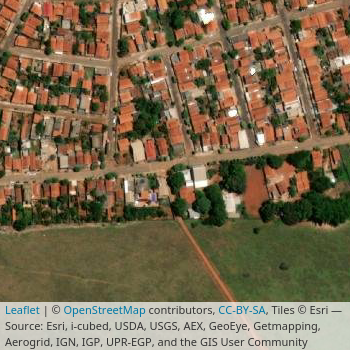 Leaflet | © OpenStreetMap contributors, CC-BY-SA, Tiles © Esri —
Source: Esri, i-cubed, USDA, USGS, AEX, GeoEye, Getmapping,
Aerogrid, IGN, IGP, UPR-EGP, and the GIS User Community